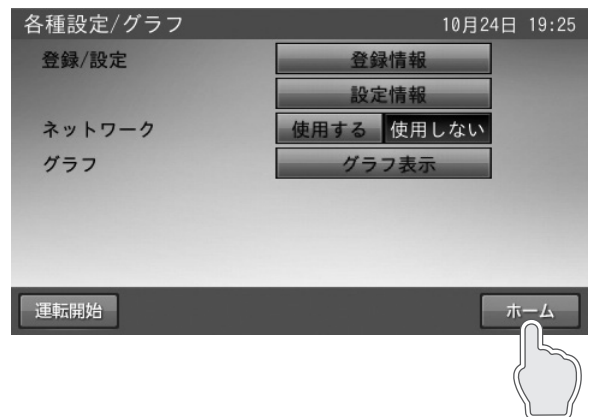 各種設定/グラフ 10月24日 19:25
登録/設定 登録情報
設定情報
ネットワーク 使用する 使用しない
グラフ グラフ表示
運転開始 ホーム